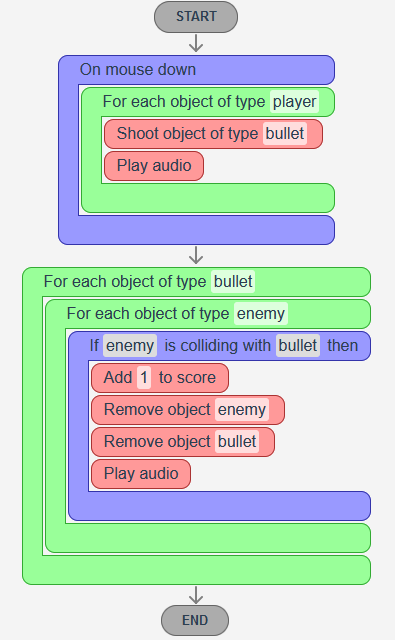 START
On mouse down
For each object of type player
Shoot object of type bullet
Play audio
For each object of type bullet
For each object of type enemy
If enemy is colliding with bullet then
Add 1 to score
Remove object enemy
Remove object bullet
Play audio
END